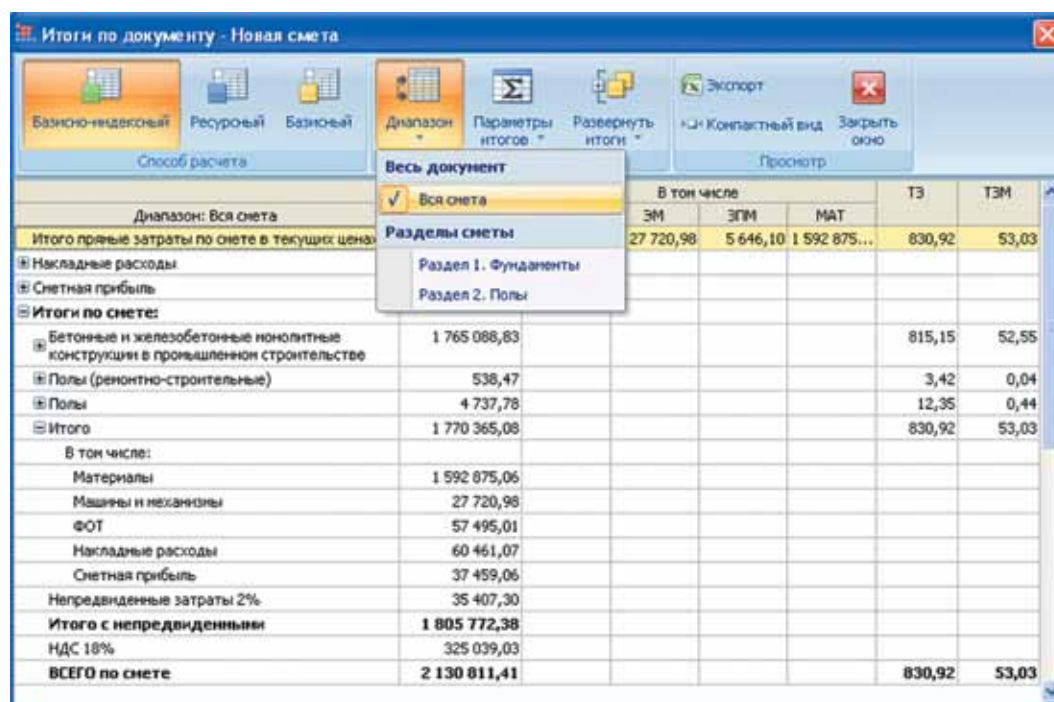 Итоги по документу - Новая смета
Базисно-индексный Ресурсный Базисный
Способ расчета
Диапазон Параметры итогов Развернуть итоги
Экспорт
Компактный вид
Закрыть окно
Просмотр
Весь документ
Вся смета
Разделы сметы
Раздел 1. Фундаменты
Раздел 2. Полы
В том числе ТЗ ТЗМ
Диапазон: Вся смета ЭМ ЗПМ МАТ
Итого прямые затраты по смете в текущих ценах 27 720,98 5 646,10 1 592 875... 830,92 53,03
Накладные расходы
Сметная прибыль
Итоги по смете:
Бетонные и железобетонные монолитные
конструкции в промышленном строительстве 1 765 088,83 815,15 52,55
Полы (ремонтно-строительные) 538,47 3,42 0,04
Полы 4 737,78 12,35 0,44
Итого 1 770 365,08 830,92 53,03
В том числе:
Материалы 1 592 875,06
Машины и механизмы 27 720,98
ФОТ 57 495,01
Накладные расходы 60 461,07
Сметная прибыль 37 459,06
Непредвиденные затраты 2% 35 407,30
Итого с непредвиденными 1 805 772,38
НДС 18% 325 039,03
ВСЕГО по смете 2 130 811,41 830,92 53,03